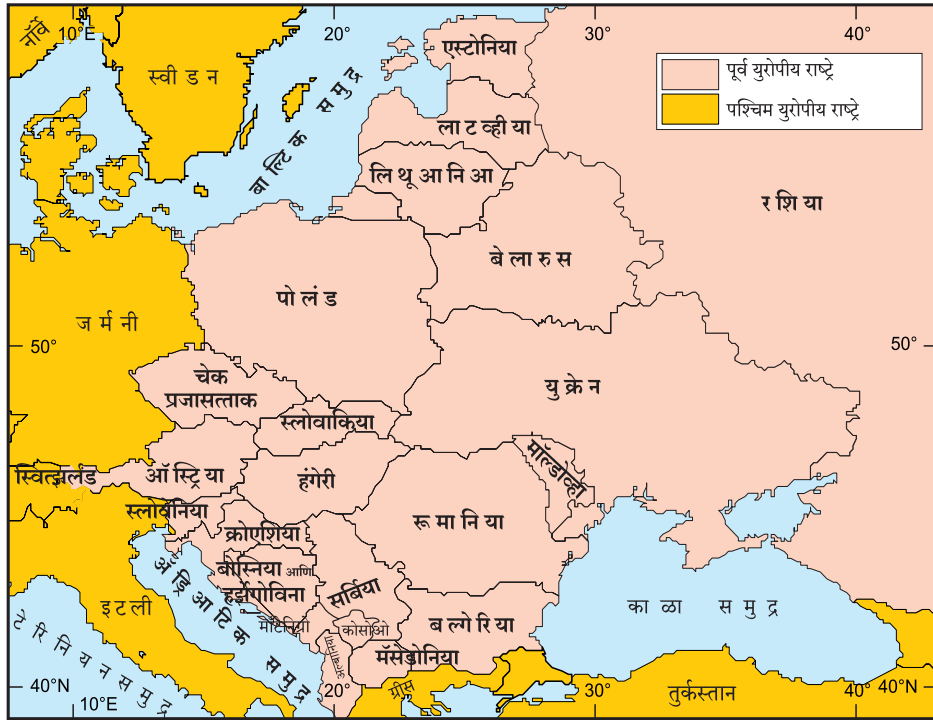 नॉर्वे
10°E
20°
30°
40°
स्वी ड न
बा ल्टि क स मु द्र
एस्टोनिया
पूर्व युरोपीय राष्ट्रे
पश्चिम युरोपीय राष्ट्रे
ला ट व्ही या
लि थू आ नि आ
र शि या
बे ला रु स
पो लं ड
ज र्म नी
50°
50°
यु क्रे न
चेक
प्रजासत्ताक
स्लोवाकिया
मॉल्डोव्हा
स्वित्झर्लंड
ऑ स्ट्रि या
हंगेरी
स्लोवेनिया
क्रोएशिया
रू मा नि या
बोस्निया आणि
हर्झेगोविना
सर्बिया
ॲ ड्रि आ टि क स मु द्र
इ ट ली
मॉंटेनिग्रो
कोसोओ
ब ल्गे रि या
का ळा स मु द्र
टे रि नि य न स मु द्र
अल्बानिया
मॅसेडोनिया
ग्रीस
तुर्कस्तान
40°N
10°E
20°
30°
40°
40°N